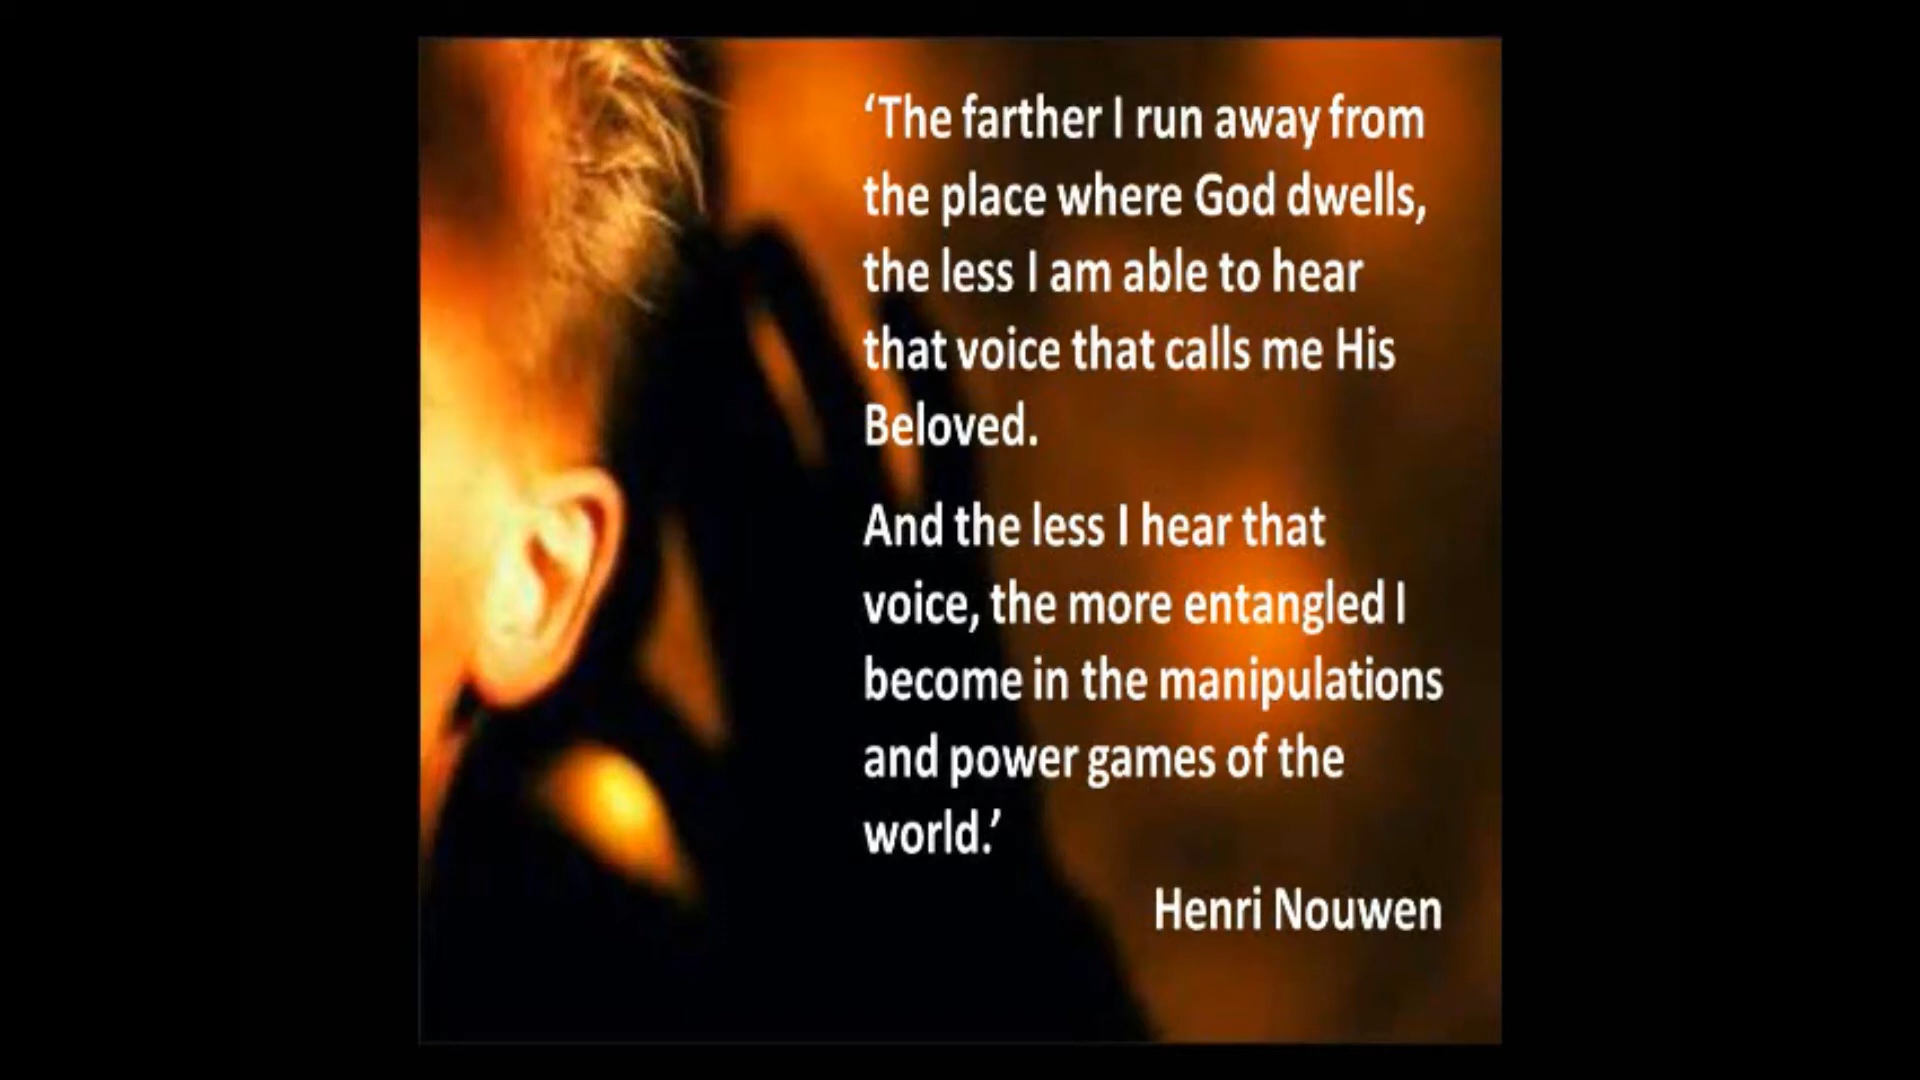 ‘The farther I run away from
the place where God dwells,
the less I am able to hear
that voice that calls me His
Beloved.
And the less I hear that
voice, the more entangled I
become in the manipulations
and power games of the
world.’
Henri Nouwen